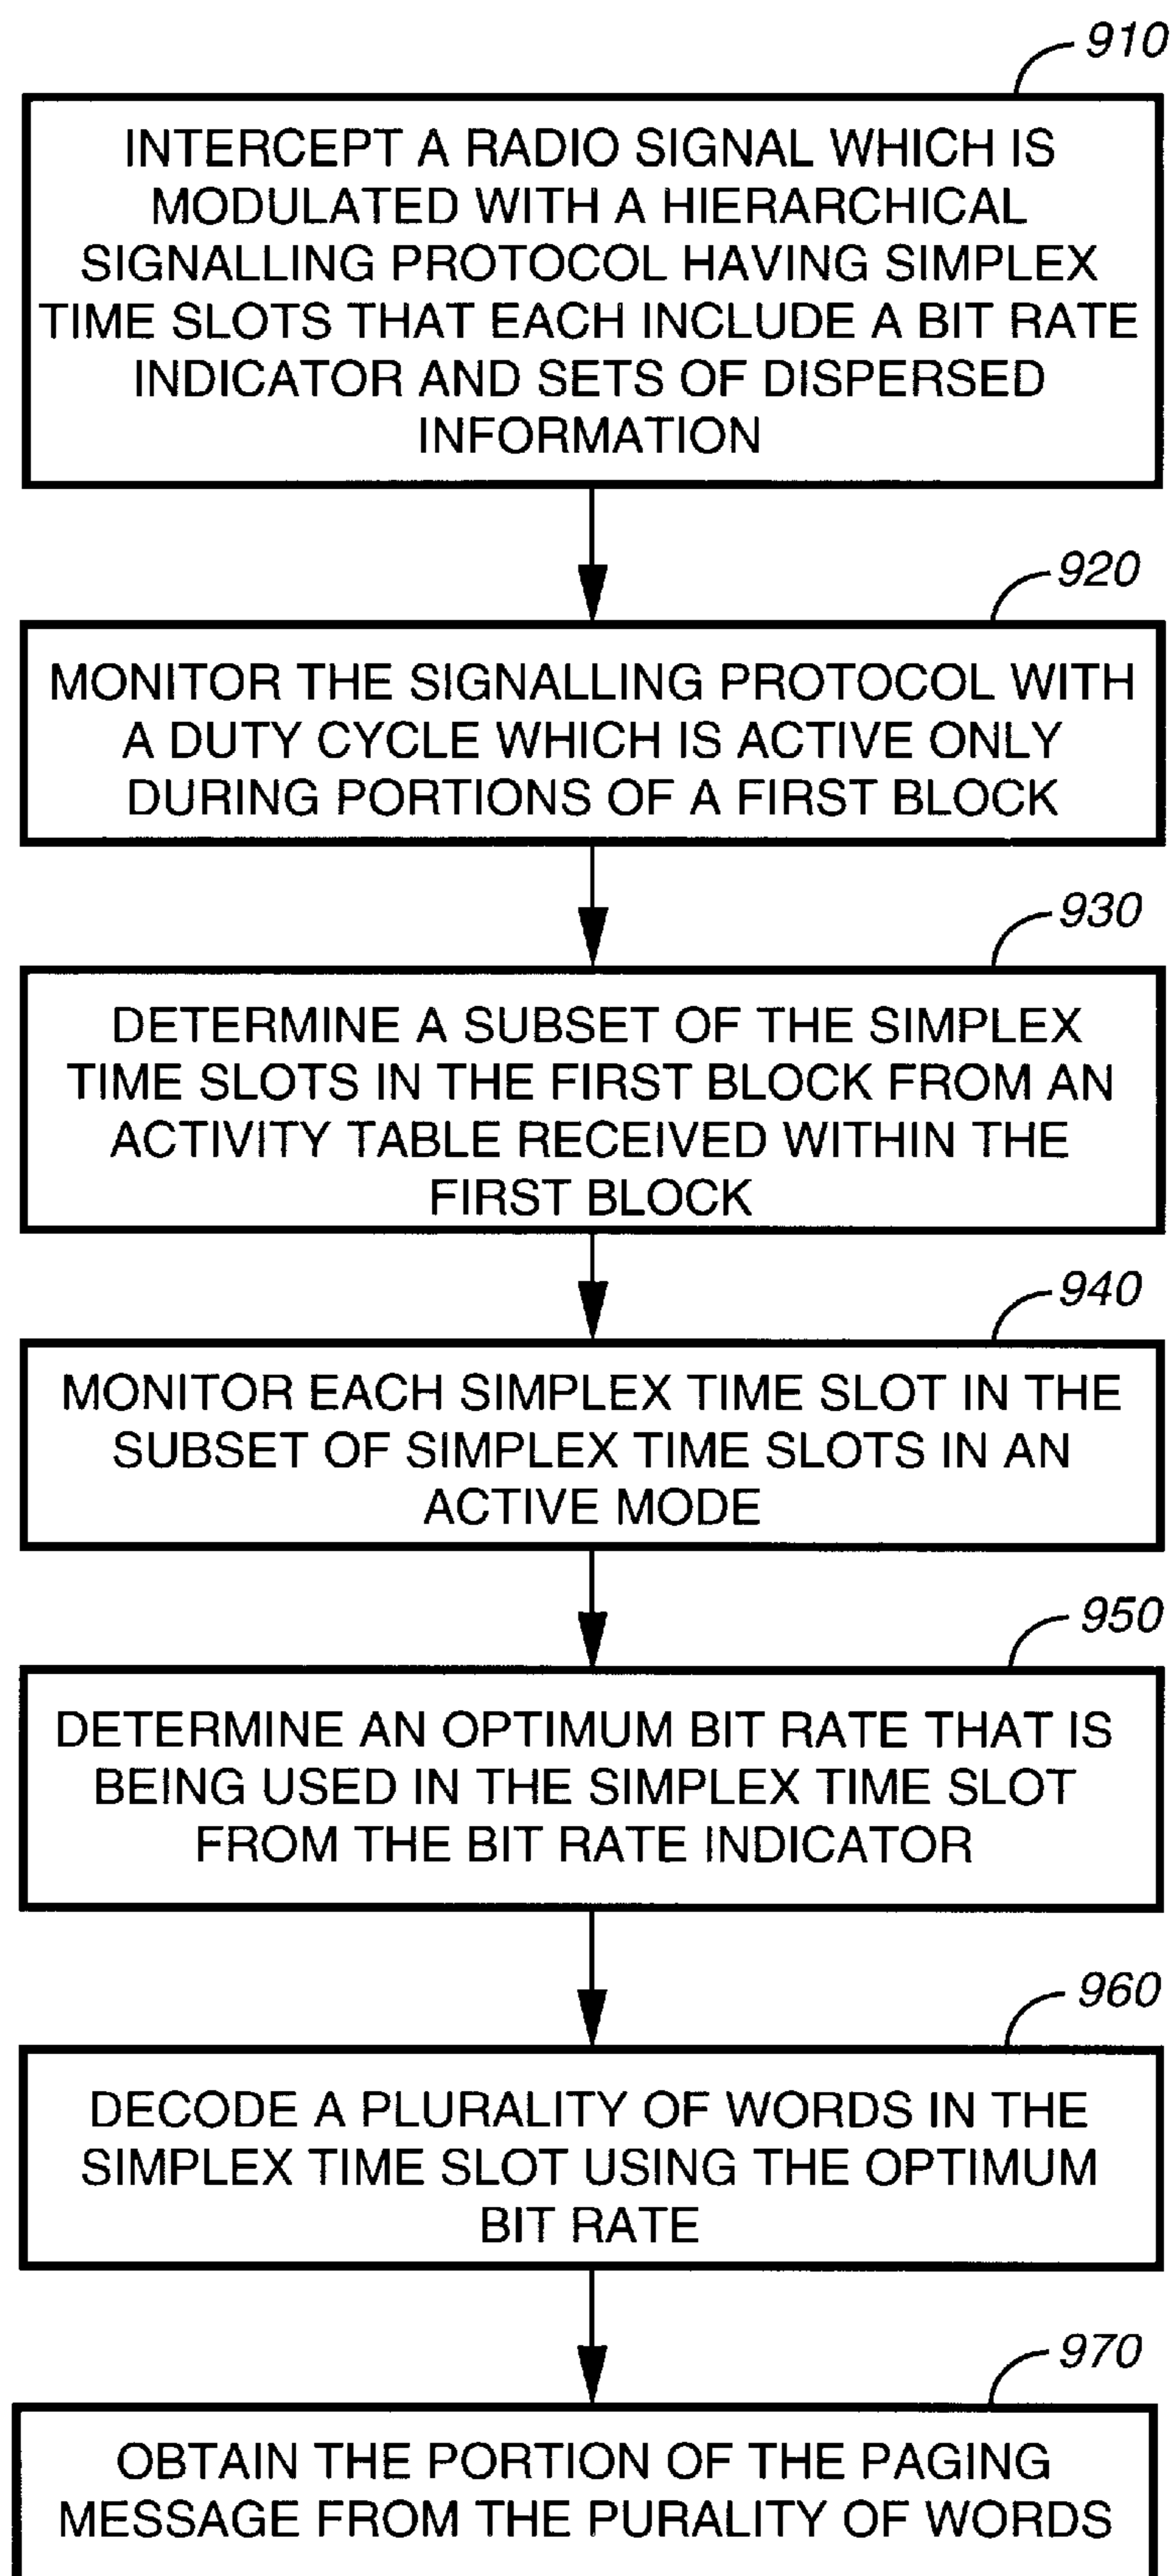 910
INTERCEPT A RADIO SIGNAL WHICH IS
MODULATED WITH A HIERARCHICAL
SIGNALLING PROTOCOL HAVING SIMPLEX
TIME SLOTS THAT EACH INCLUDE A BIT RATE
INDICATOR AND SETS OF DISPERSED
INFORMATION
920
MONITOR THE SIGNALLING PROTOCOL WITH
A DUTY CYCLE WHICH IS ACTIVE ONLY
DURING PORTIONS OF A FIRST BLOCK
930
DETERMINE A SUBSET OF THE SIMPLEX
TIME SLOTS IN THE FIRST BLOCK FROM AN
ACTIVITY TABLE RECEIVED WITHIN THE
FIRST BLOCK
940
MONITOR EACH SIMPLEX TIME SLOT IN THE
SUBSET OF SIMPLEX TIME SLOTS IN AN
ACTIVE MODE
950
DETERMINE AN OPTIMUM BIT RATE THAT IS
BEING USED IN THE SIMPLEX TIME SLOT
FROM THE BIT RATE INDICATOR
960
DECODE A PLURALITY OF WORDS IN THE
SIMPLEX TIME SLOT USING THE OPTIMUM
BIT RATE
970
OBTAIN THE PORTION OF THE PAGING
MESSAGE FROM THE PURALITY OF WORDS